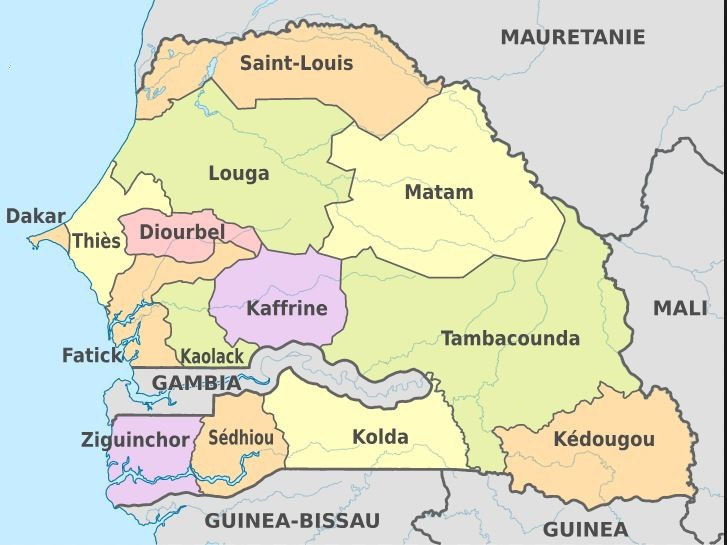 MAURETANIE
Saint-Louis
Louga
Matam
Dakar
Thiès
Diourbel
Kaffrine
MALI
Tambacounda
Fatick
Kaolack
GAMBIA
Ziguinchor
Sédhiou
Kolda
Kédougou
GUINEA-BISSAU
GUINEA